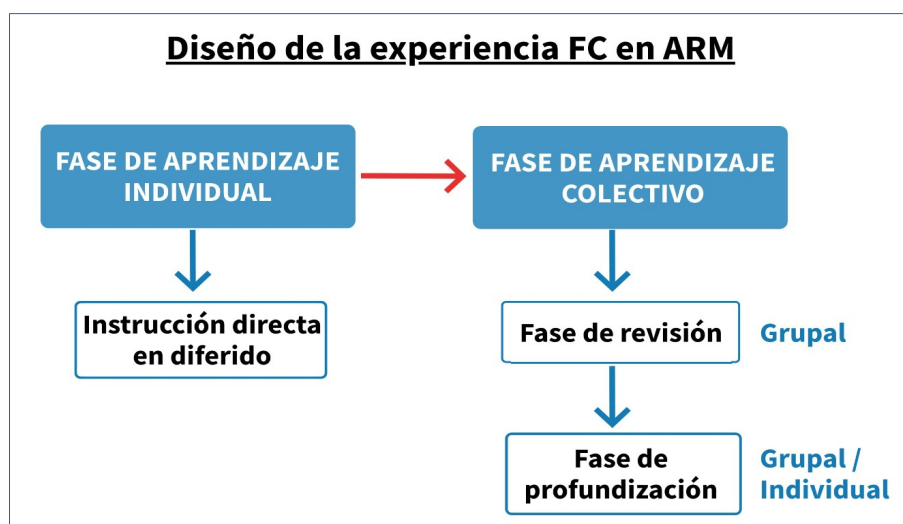 Diseño de la experiencia FC en ARM
FASE DE APRENDIZAJE
INDIVIDUAL
FASE DE APRENDIZAJE
COLECTIVO
Instrucción directa
en diferido
Fase de revisión
Grupal
Fase de
profundización
Grupal /
Individual